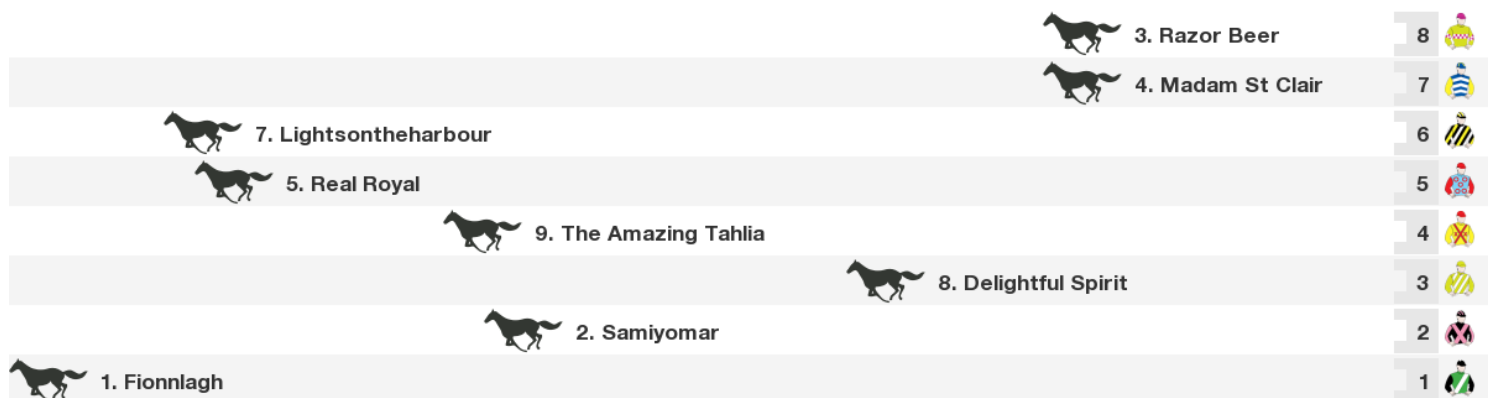 3. Razor Beer 8
4. Madam St Clair 7
7. Lightsontheharbour 6
5. Real Royal 5
9. The Amazing Tahlia 4
8. Delightful Spirit 3
2. Samiyomar 2
1. Fionnlagh 1